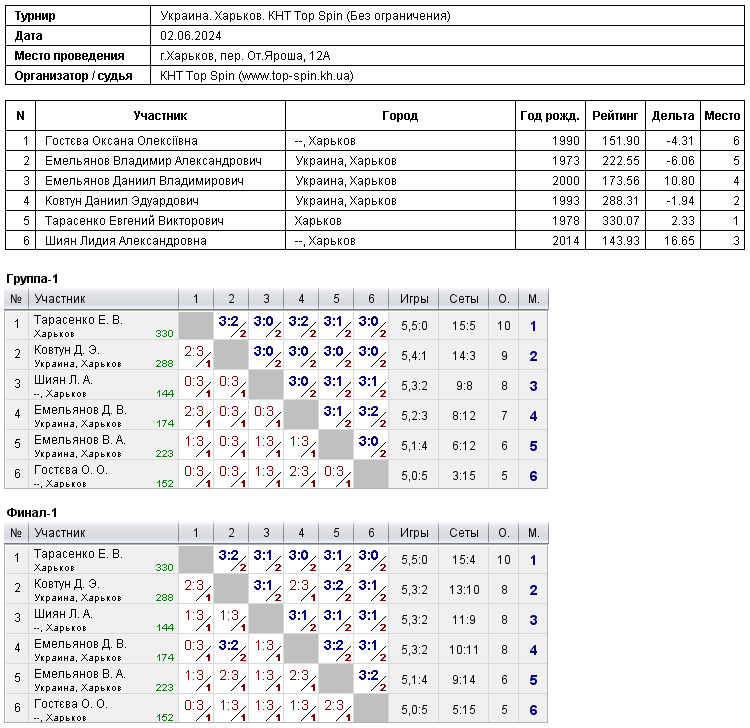 Турнир Украина. Харьков. КНТ Top Spin (Без ограничения)
Дата 02.06.2024
Место проведения г.Харьков, пер. От.Яроша, 12А
Организатор / судья КНТ Top Spin (www.top-spin.kh.ua)
N Участник Город Год рожд. Рейтинг Дельта Место
1 Гостєва Оксана Олексіївна --, Харьков 1990 151.90 -4.31 6
2 Емельянов Владимир Александрович Украина, Харьков 1973 222.55 -6.06 5
3 Емельянов Даниил Владимирович Украина, Харьков 2000 173.56 10.80 4
4 Ковтун Даниил Эдуардович Украина, Харьков 1993 288.31 -1.94 2
5 Тарасенко Евгений Викторович Харьков 1978 330.07 2.33 1
6 Шиян Лидия Александровна --, Харьков 2014 143.93 16.65 3
Группа-1
№ Участник 1 2 3 4 5 6 Игры Сеты О. М.
1 Тарасенко Е. В. 3:2/2 3:0/2 3:2/2 3:1/2 3:0/2 5,5:0 15:5 10 1
Харьков 330
2 Ковтун Д. Э. 2:3/1 3:0/2 3:0/2 3:0/2 3:0/2 5,4:1 14:3 9 2
Украина, Харьков 288
3 Шиян Л. А. 0:3/1 0:3/1 3:0/2 3:1/2 3:1/2 5,3:2 9:8 8 3
--, Харьков 144
4 Емельянов Д. В. 2:3/1 0:3/1 0:3/1 3:1/2 3:2/2 5,2:3 8:12 7 4
Украина, Харьков 174
5 Емельянов В. А. 1:3/1 0:3/1 1:3/1 1:3/1 3:0/2 5,1:4 6:12 6 5
Украина, Харьков 223
6 Гостєва О. О. 0:3/1 0:3/1 1:3/1 2:3/1 0:3/1 5,0:5 3:15 5 6
--, Харьков 152
Финал-1
№ Участник 1 2 3 4 5 6 Игры Сеты О. М.
1 Тарасенко Е. В. 3:2/2 3:1/2 3:0/2 3:1/2 3:0/2 5,5:0 15:4 10 1
Харьков 330
2 Ковтун Д. Э. 2:3/1 3:1/2 2:3/1 3:2/2 3:1/2 5,3:2 13:10 8 2
Украина, Харьков 288
3 Шиян Л. А. 1:3/1 1:3/1 3:1/2 3:1/2 3:1/2 5,3:2 11:9 8 3
--, Харьков 144
4 Емельянов Д. В. 0:3/1 3:2/2 1:3/1 3:2/2 3:1/2 5,3:2 10:11 8 4
Украина, Харьков 174
5 Емельянов В. А. 1:3/1 2:3/1 1:3/1 2:3/1 3:2/2 5,1:4 9:14 6 5
Украина, Харьков 223
6 Гостєва О. О. 0:3/1 1:3/1 1:3/1 1:3/1 2:3/1 5,0:5 5:15 5 6
--, Харьков 152